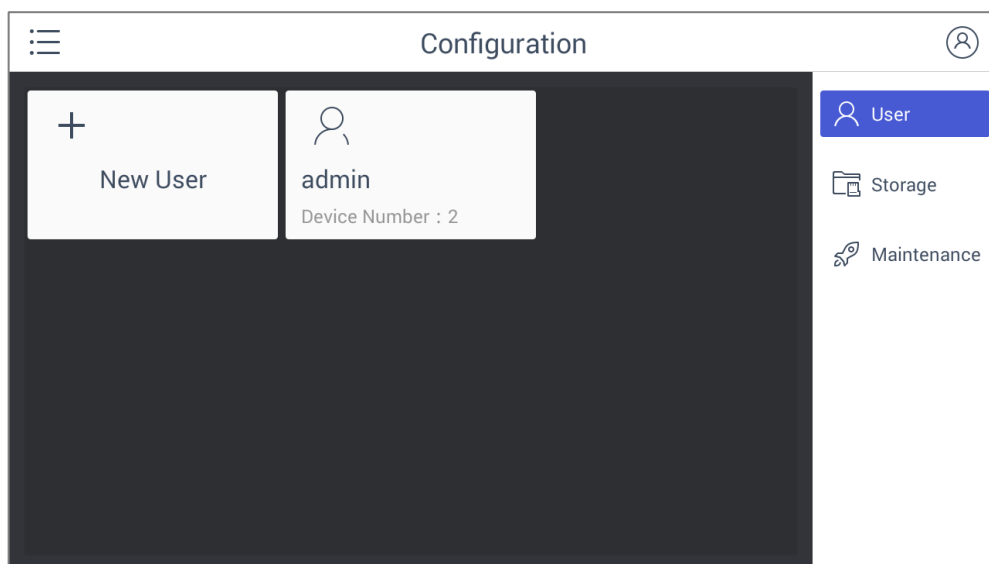 Configuration
New User
admin
Device Number : 2
User
Storage
Maintenance